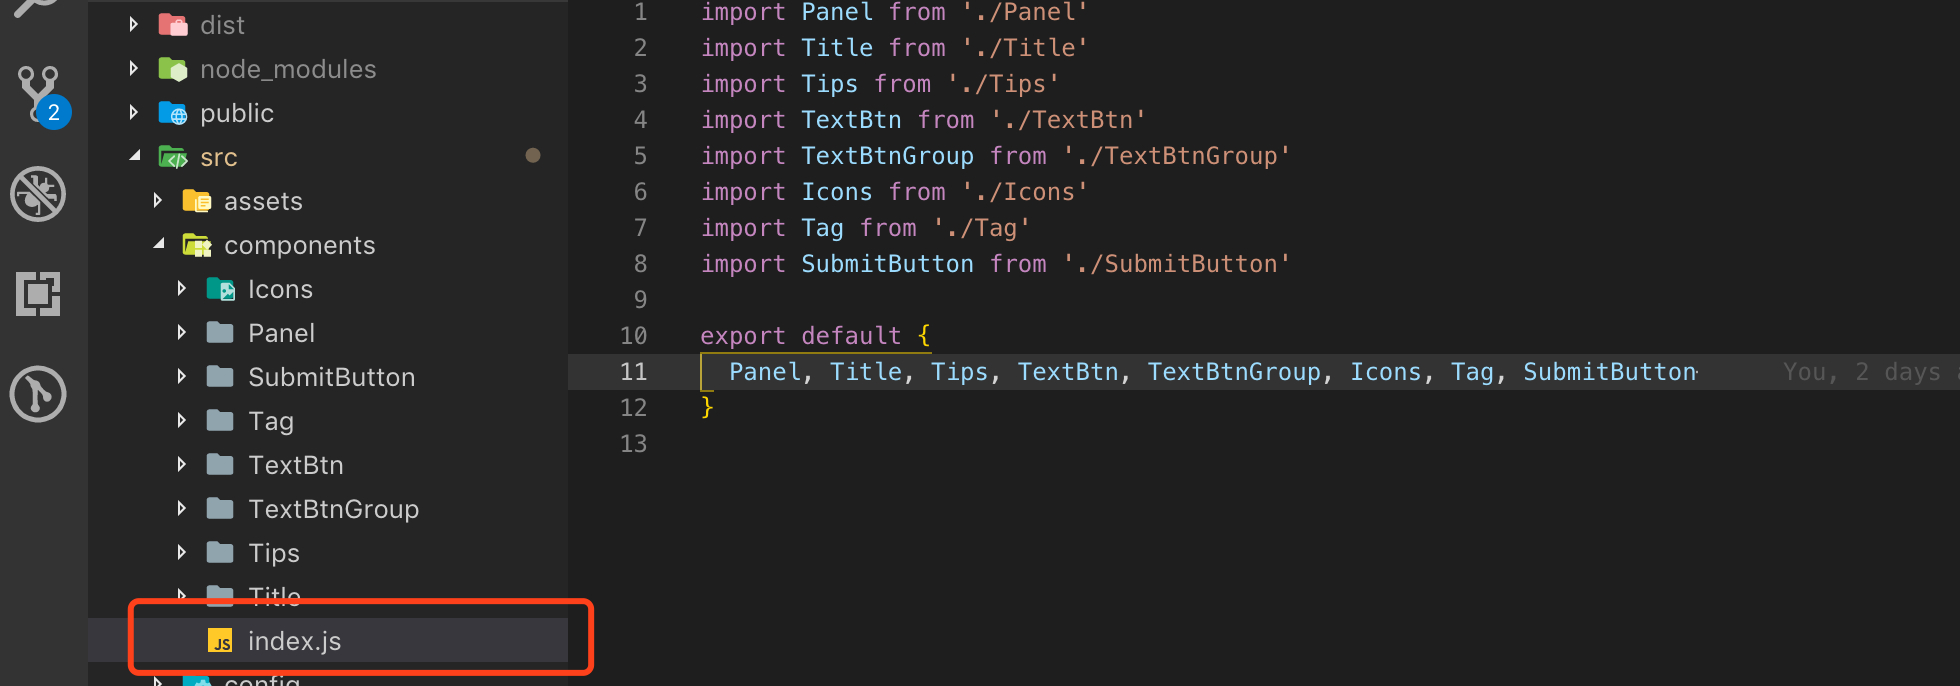 2
dist
node_modules
public
src
assets
components
Icons
Panel
SubmitButton
Tag
TextBtn
TextBtnGroup
Tips
Title
JS index.js
config
1 import Panel from './Panel'
2 import Title from './Title'
3 import Tips from './Tips'
4 import TextBtn from './TextBtn'
5 import TextBtnGroup from './TextBtnGroup'
6 import Icons from './Icons'
7 import Tag from './Tag'
8 import SubmitButton from './SubmitButton'
9
10 export default {
11 Panel, Title, Tips, TextBtn, TextBtnGroup, Icons, Tag, SubmitButton You, 2 days
12 }
13